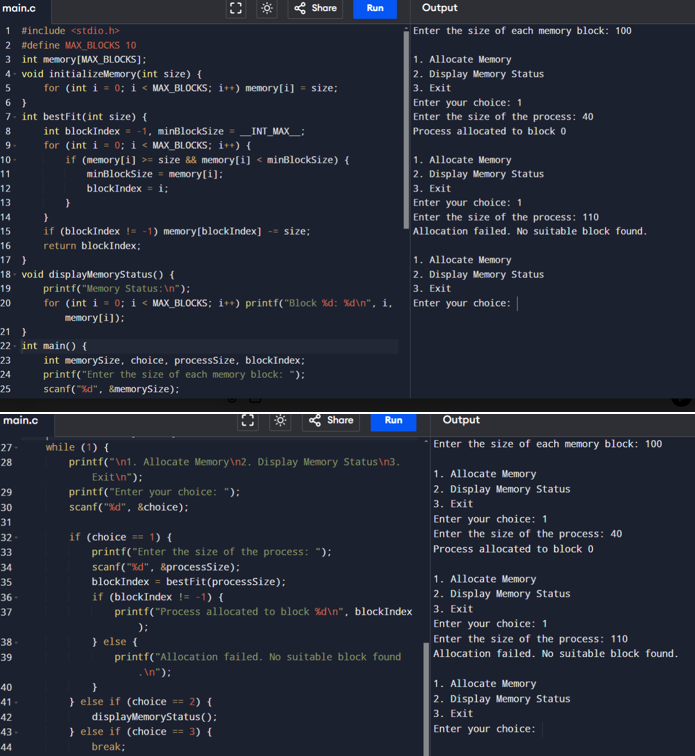 main.c Share Run Output
1 #include <stdio.h>
2 #define MAX_BLOCKS 10
3 int memory[MAX_BLOCKS];
4 void initializeMemory(int size) {
5 for (int i = 0; i < MAX_BLOCKS; i++) memory[i] = size;
6 }
7 int bestFit(int size) {
8 int blockIndex = -1, minBlockSize = __INT_MAX__;
9 for (int i = 0; i < MAX_BLOCKS; i++) {
10 if (memory[i] >= size && memory[i] < minBlockSize) {
11 minBlockSize = memory[i];
12 blockIndex = i;
13 }
14 }
15 if (blockIndex != -1) memory[blockIndex] -= size;
16 return blockIndex;
17 }
18 void displayMemoryStatus() {
19 printf("Memory Status:\n");
20 for (int i = 0; i < MAX_BLOCKS; i++) printf("Block %d: %d\n", i,
memory[i]);
21 }
22 int main() {
23 int memorySize, choice, processSize, blockIndex;
24 printf("Enter the size of each memory block: ");
25 scanf("%d", &memorySize);
Enter the size of each memory block: 100
1. Allocate Memory
2. Display Memory Status
3. Exit
Enter your choice: 1
Enter the size of the process: 40
Process allocated to block 0
1. Allocate Memory
2. Display Memory Status
3. Exit
Enter your choice: 1
Enter the size of the process: 110
Allocation failed. No suitable block found.
1. Allocate Memory
2. Display Memory Status
3. Exit
Enter your choice:
main.c Share Run Output
27 while (1) {
28 printf("\n1. Allocate Memory\n2. Display Memory Status\n3.
Exit\n");
29 printf("Enter your choice: ");
30 scanf("%d", &choice);
31
32 if (choice == 1) {
33 printf("Enter the size of the process: ");
34 scanf("%d", &processSize);
35 blockIndex = bestFit(processSize);
36 if (blockIndex != -1) {
37 printf("Process allocated to block %d\n", blockIndex
);
38 } else {
39 printf("Allocation failed. No suitable block found
.\n");
40 }
41 } else if (choice == 2) {
42 displayMemoryStatus();
43 } else if (choice == 3) {
44 break;
Enter the size of each memory block: 100
1. Allocate Memory
2. Display Memory Status
3. Exit
Enter your choice: 1
Enter the size of the process: 40
Process allocated to block 0
1. Allocate Memory
2. Display Memory Status
3. Exit
Enter your choice: 1
Enter the size of the process: 110
Allocation failed. No suitable block found.
1. Allocate Memory
2. Display Memory Status
3. Exit
Enter your choice: